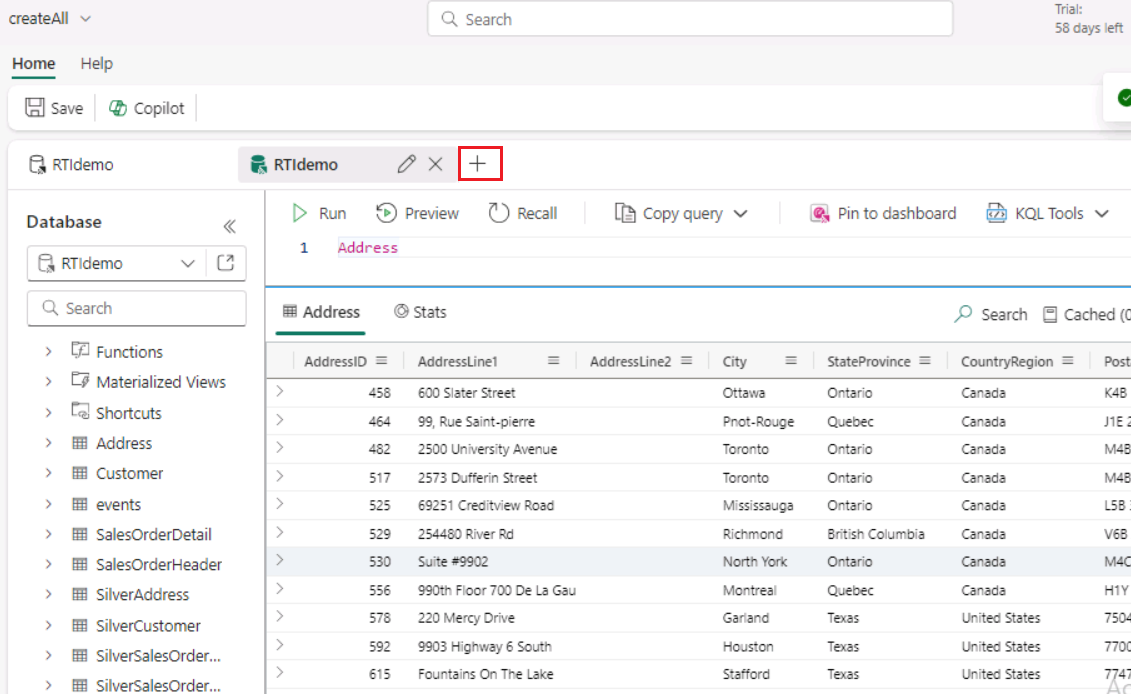 createAll
Search
Trial:
58 days left
Home Help
Save Copilot
RTIdemo
RTIdemo
Run Preview Recall Copy query Pin to dashboard KQL Tools
1 Address
Database
RTIdemo
Search
Functions
Materialized Views
Shortcuts
Address
Customer
events
SalesOrderDetail
SalesOrderHeader
SilverAddress
SilverCustomer
SilverSalesOrder...
SilverSalesOrder...
Address Stats
Search Cached (0
AddressID AddressLine1 AddressLine2 City StateProvince CountryRegion Post
458 600 Slater Street Ottawa Ontario Canada K4B
464 99, Rue Saint-pierre Pnot-Rouge Quebec Canada J1E 2
482 2500 University Avenue Toronto Ontario Canada M4B
517 2573 Dufferin Street Toronto Ontario Canada M4B
525 69251 Creditview Road Mississauga Ontario Canada L5B
529 254480 River Rd Richmond British Columbia Canada V6B
530 Suite #9902 North York Ontario Canada M4C
556 990th Floor 700 De La Gau Montreal Quebec Canada H1Y
578 220 Mercy Drive Garland Texas United States 7504
592 9903 Highway 6 South Houston Texas United States 7700
615 Fountains On The Lake Stafford Texas United States 7747